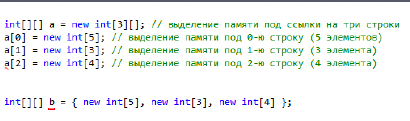 int[][] a = new int[3][]; // выделение памяти под ссылки на три строки
a[0] = new int[5]; // выделение памяти под 0-ю строку (5 элементов)
a[1] = new int[3]; // выделение памяти под 1-ю строку (3 элемента)
a[2] = new int[4]; // выделение памяти под 2-ю строку (4 элемента)
int[][] b = { new int[5], new int[3], new int[4] };